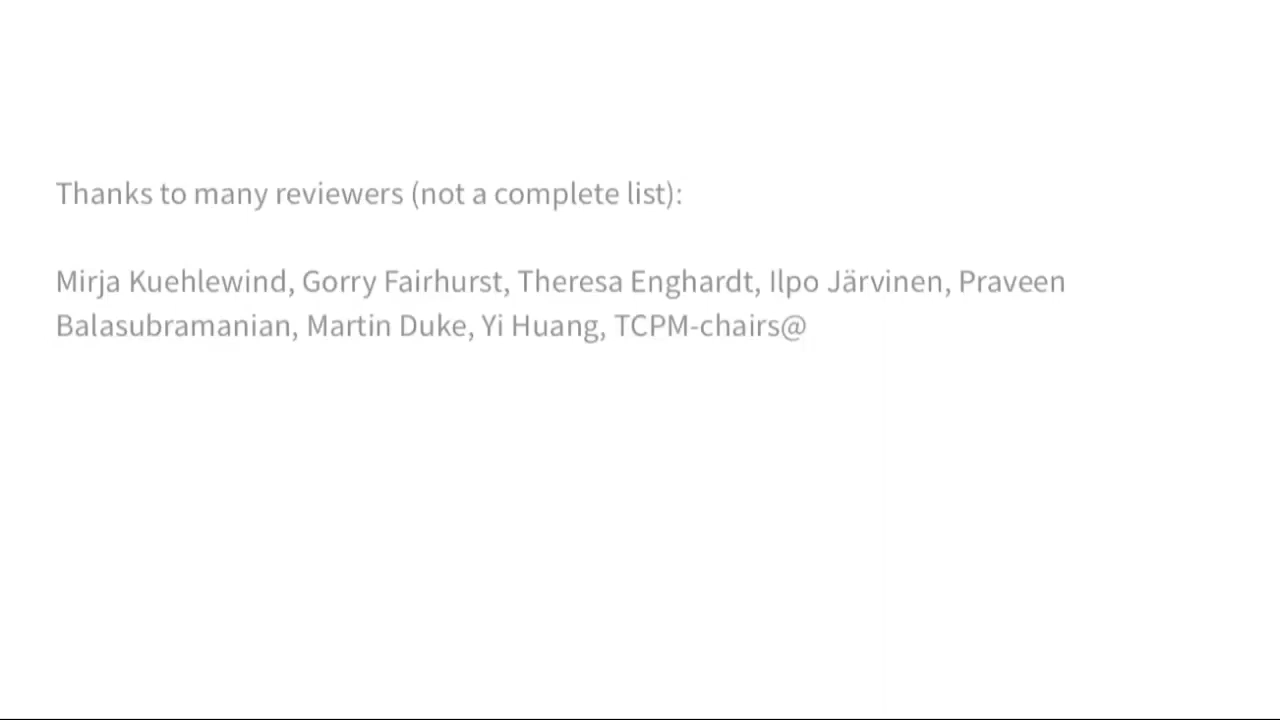 Thanks to many reviewers (not a complete list):
Mirja Kuehlewind, Gorry Fairhurst, Theresa Enghardt, Ilpo Järvinen, Praveen
Balasubramanian, Martin Duke, Yi Huang, TCPM-chairs@